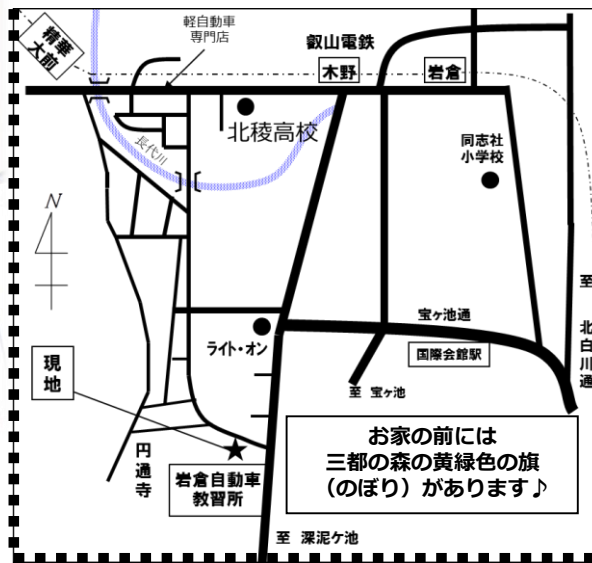 精華
大前
軽自動車
専門店
叡山電鉄
木野
岩倉
北稜高校
同志社
小学校
長代川
N
至 北白川通
宝ヶ池通
国際会館駅
ライト・オン
現地
至 宝ヶ池
円通寺
岩倉自動車
教習所
お家の前には
三都の森の黄緑色の旗
（のぼり）があります♪
至 深泥ケ池